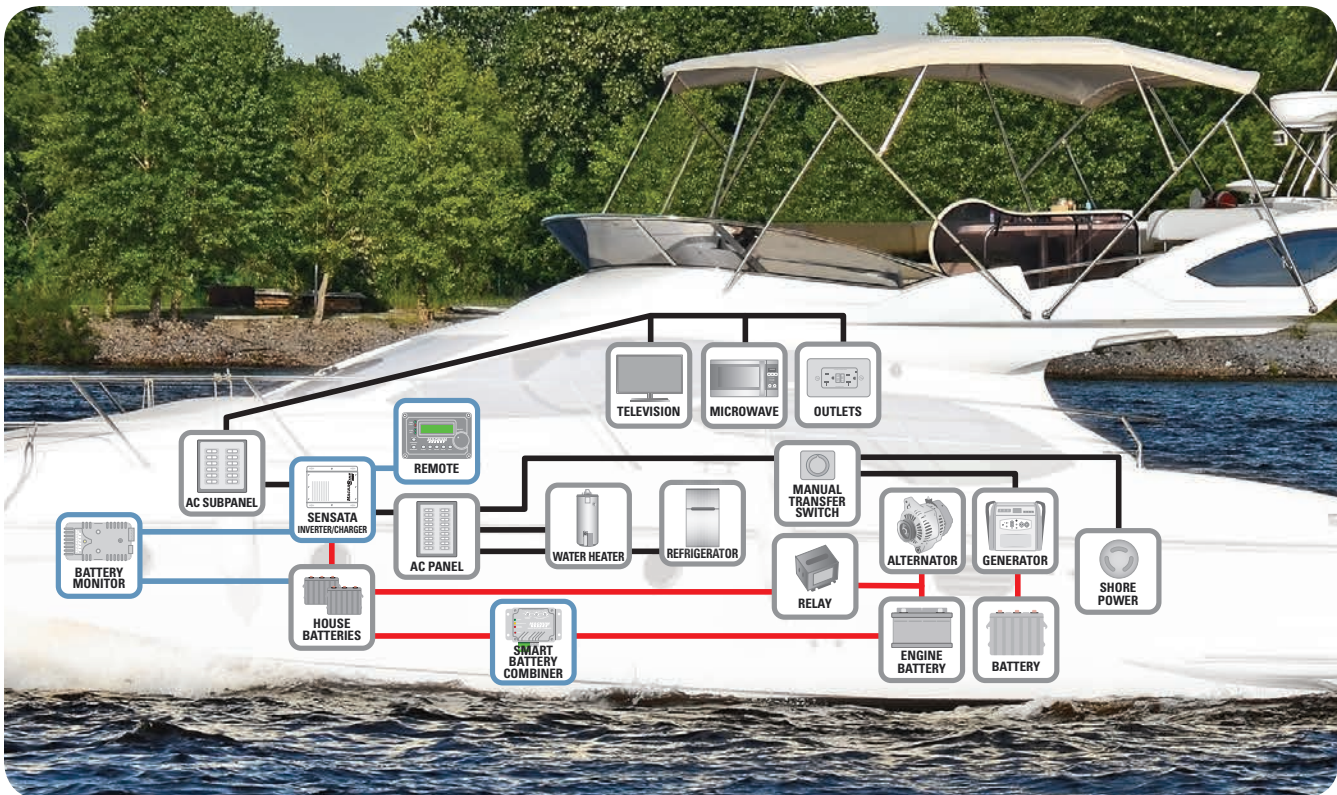 TELEVISION
MICROWAVE
OUTLETS
REMOTE
AC SUBPANEL
SENSATA
INVERTER/CHARGER
MANUAL
TRANSFER
SWITCH
AC PANEL
WATER HEATER
REFRIGERATOR
ALTERNATOR
GENERATOR
BATTERY
MONITOR
SHORE
POWER
RELAY
HOUSE
BATTERIES
SMART
BATTERY
COMBINER
ENGINE
BATTERY
BATTERY